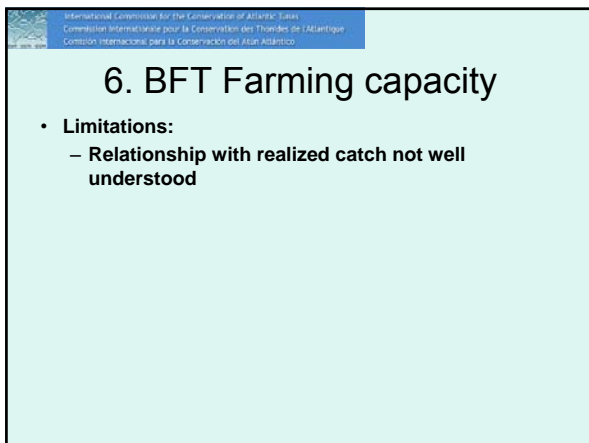 International Commission for the Conservation of Atlantic Tunas
Commission Internationale pour la Conservation des Thonidés de l'Atlantique
Comisión Internacional para la Conservación del Atún Atlántico
6. BFT Farming capacity
• Limitations:
– Relationship with realized catch not well
understood